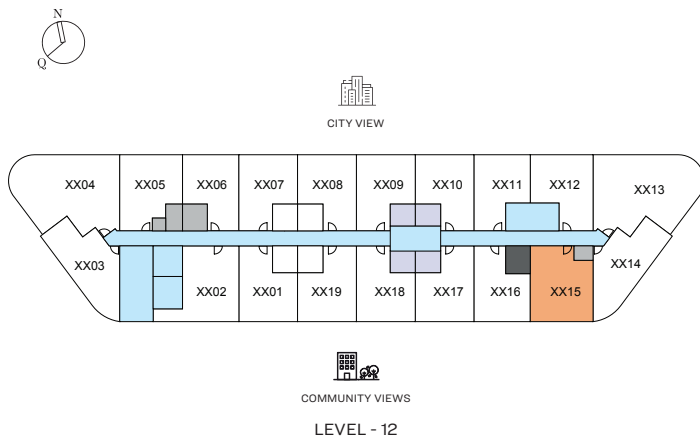 N
Q
CITY VIEW
XX04 XX05 XX06 XX07 XX08 XX09 XX10 XX11 XX12 XX13
XX03 XX02 XX01 XX19 XX18 XX17 XX16 XX15 XX14
COMMUNITY VIEWS
LEVEL - 12